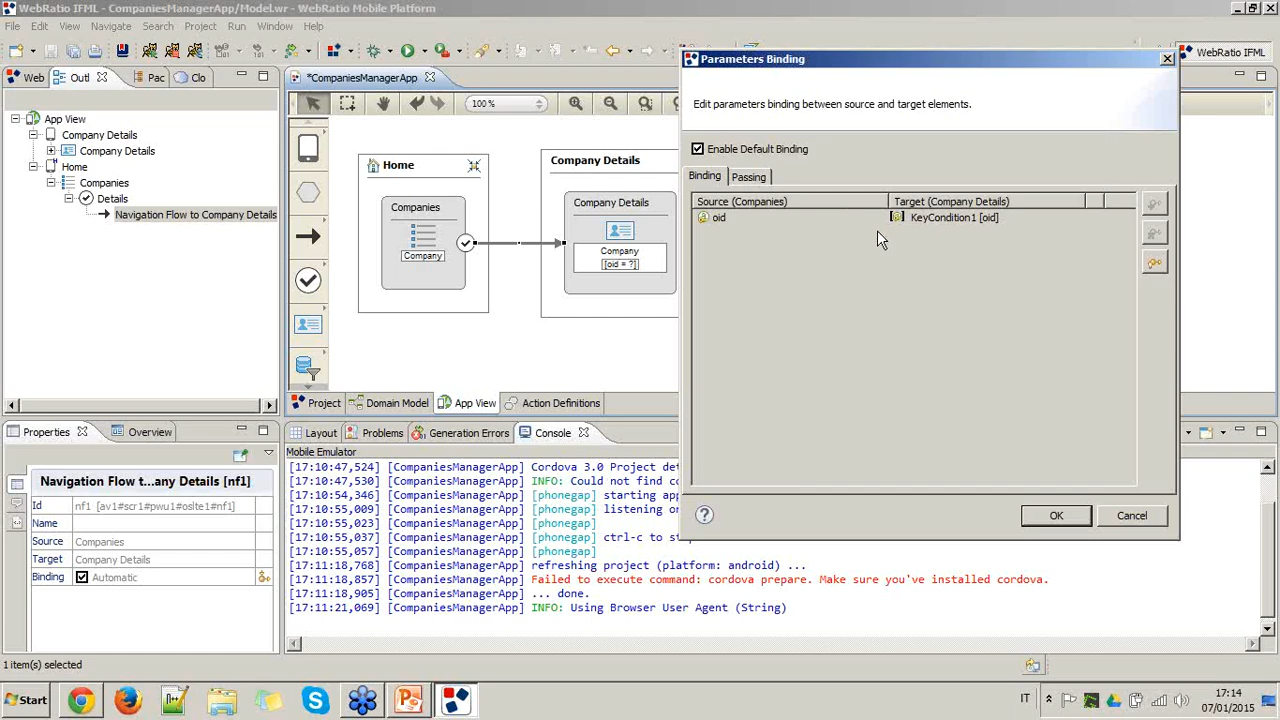 WebRatio IFML - CompaniesManagerApp/Model.wr - WebRatio Mobile Platform
File Edit View Navigate Search Project Run Window Help
WebRatio IFML
Web Outl Pac Clo
App View
Company Details
Company Details
Home
Companies
Details
Navigation Flow to Company Details
*CompaniesManagerApp
100 %
Home
Companies
Company
Company Details
Company Details
Company
[oid = ?]
Project Domain Model App View Action Definitions
Parameters Binding
Edit parameters binding between source and target elements.
Enable Default Binding
Binding Passing
Source (Companies) Target (Company Details)
oid KeyCondition1 [oid]
OK Cancel
Properties Overview
Navigation Flow t...any Details [nf1]
Id nf1 [av1#scr1#pwu1#oslte1#nf1]
Name
Source Companies
Target Company Details
Binding Automatic
Layout Problems Generation Errors Console
Mobile Emulator
[17:10:47,524] [CompaniesManagerApp] Cordova 3.0 Project det
[17:10:47,530] [CompaniesManagerApp] INFO: Could not find co
[17:10:54,346] [CompaniesManagerApp] [phonegap] starting app
[17:10:55,009] [CompaniesManagerApp] [phonegap] listening on
[17:10:55,023] [CompaniesManagerApp] [phonegap]
[17:10:55,037] [CompaniesManagerApp] [phonegap] ctrl-c to st
[17:10:55,057] [CompaniesManagerApp] [phonegap]
[17:11:18,768] [CompaniesManagerApp] refreshing project (platform: android) ...
[17:11:18,857] [CompaniesManagerApp] Failed to execute command: cordova prepare. Make sure you've installed cordova.
[17:11:18,905] [CompaniesManagerApp] ... done.
[17:11:21,069] [CompaniesManagerApp] INFO: Using Browser User Agent (String)
1 item(s) selected
Start
IT
17:14
07/01/2015